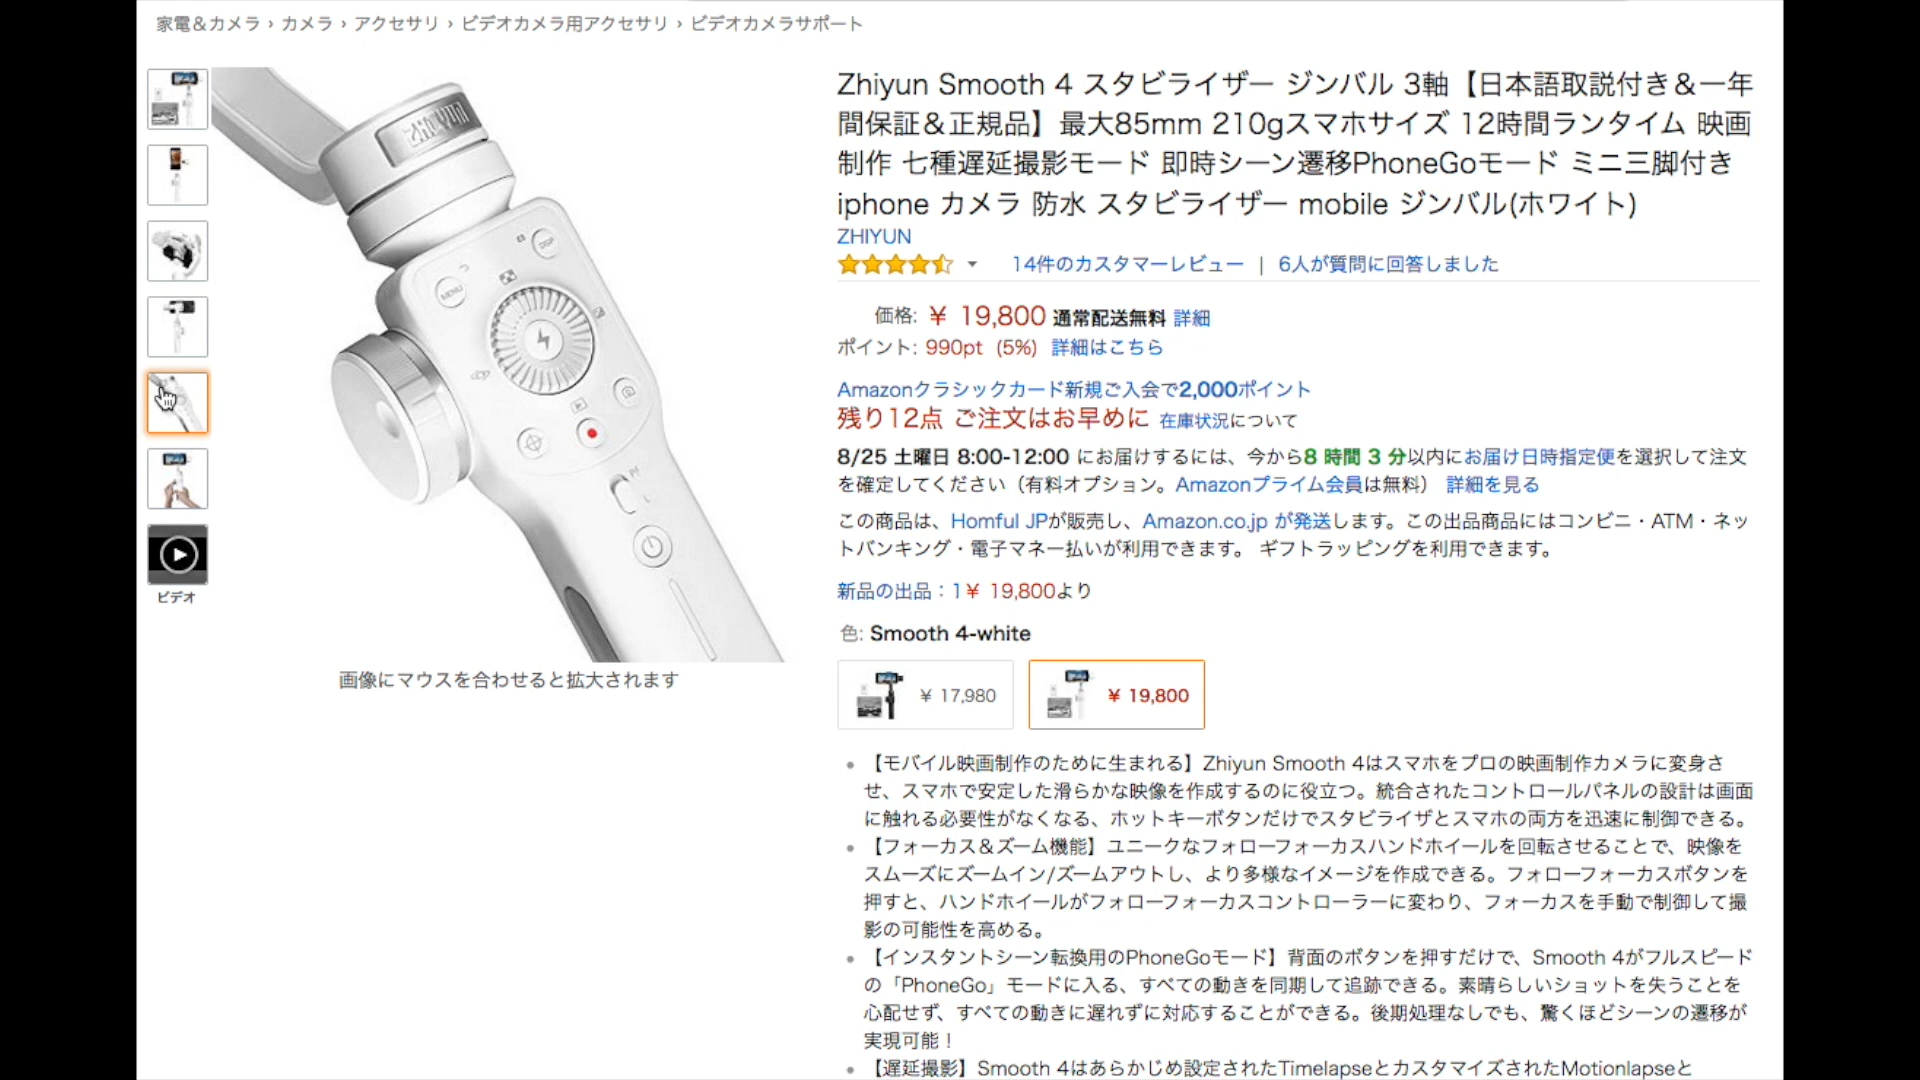 家電＆カメラ › カメラ › アクセサリ › ビデオカメラ用アクセサリ › ビデオカメラサポート
ZHIYUN
DISP
MENU
PF
L
ビデオ
画像にマウスを合わせると拡大されます
Zhiyun Smooth 4 スタビライザー ジンバル 3軸【日本語取説付き＆一年
間保証＆正規品】最大85mm 210gスマホサイズ 12時間ランタイム 映画
制作 七種遅延撮影モード 即時シーン遷移PhoneGoモード ミニ三脚付き
iphone カメラ 防水 スタビライザー mobile ジンバル(ホワイト)
ZHIYUN
14件のカスタマーレビュー | 6人が質問に回答しました
価格: ￥ 19,800 通常配送無料 詳細
ポイント: 990pt (5%) 詳細はこちら
Amazonクラシックカード新規ご入会で2,000ポイント
残り12点 ご注文はお早めに 在庫状況について
8/25 土曜日 8:00-12:00 にお届けするには、今から8 時間 3 分以内にお届け日時指定便を選択して注文
を確定してください（有料オプション。Amazonプライム会員は無料） 詳細を見る
この商品は、Homful JPが販売し、Amazon.co.jp が発送します。この出品商品にはコンビニ・ATM・ネッ
トバンキング・電子マネー払いが利用できます。 ギフトラッピングを利用できます。
新品の出品：1￥ 19,800より
色: Smooth 4-white
￥ 17,980
￥ 19,800
• 【モバイル映画制作のために生まれる】Zhiyun Smooth 4はスマホをプロの映画制作カメラに変身さ
せ、スマホで安定した滑らかな映像を作成するのに役立つ。統合されたコントロールパネルの設計は画面
に触れる必要性がなくなる、ホットキーボタンだけでスタビライザとスマホの両方を迅速に制御できる。
• 【フォーカス＆ズーム機能】ユニークなフォローフォーカスハンドホイールを回転させることで、映像を
スムーズにズームイン/ズームアウトし、より多様なイメージを作成できる。フォローフォーカスボタンを
押すと、ハンドホイールがフォローフォーカスコントローラーに変わり、フォーカスを手動で制御して撮
影の可能性を高める。
• 【インスタントシーン転換用のPhoneGoモード】背面のボタンを押すだけで、Smooth 4がフルスピード
の「PhoneGo」モードに入る、すべての動きを同期して追跡できる。素晴らしいショットを失うことを
心配せず、すべての動きに遅れずに対応することができる。後期処理なしでも、驚くほどシーンの遷移が
実現可能！
• 【遅延撮影】Smooth 4はあらかじめ設定されたTimelapseとカスタマイズされたMotionlapseと